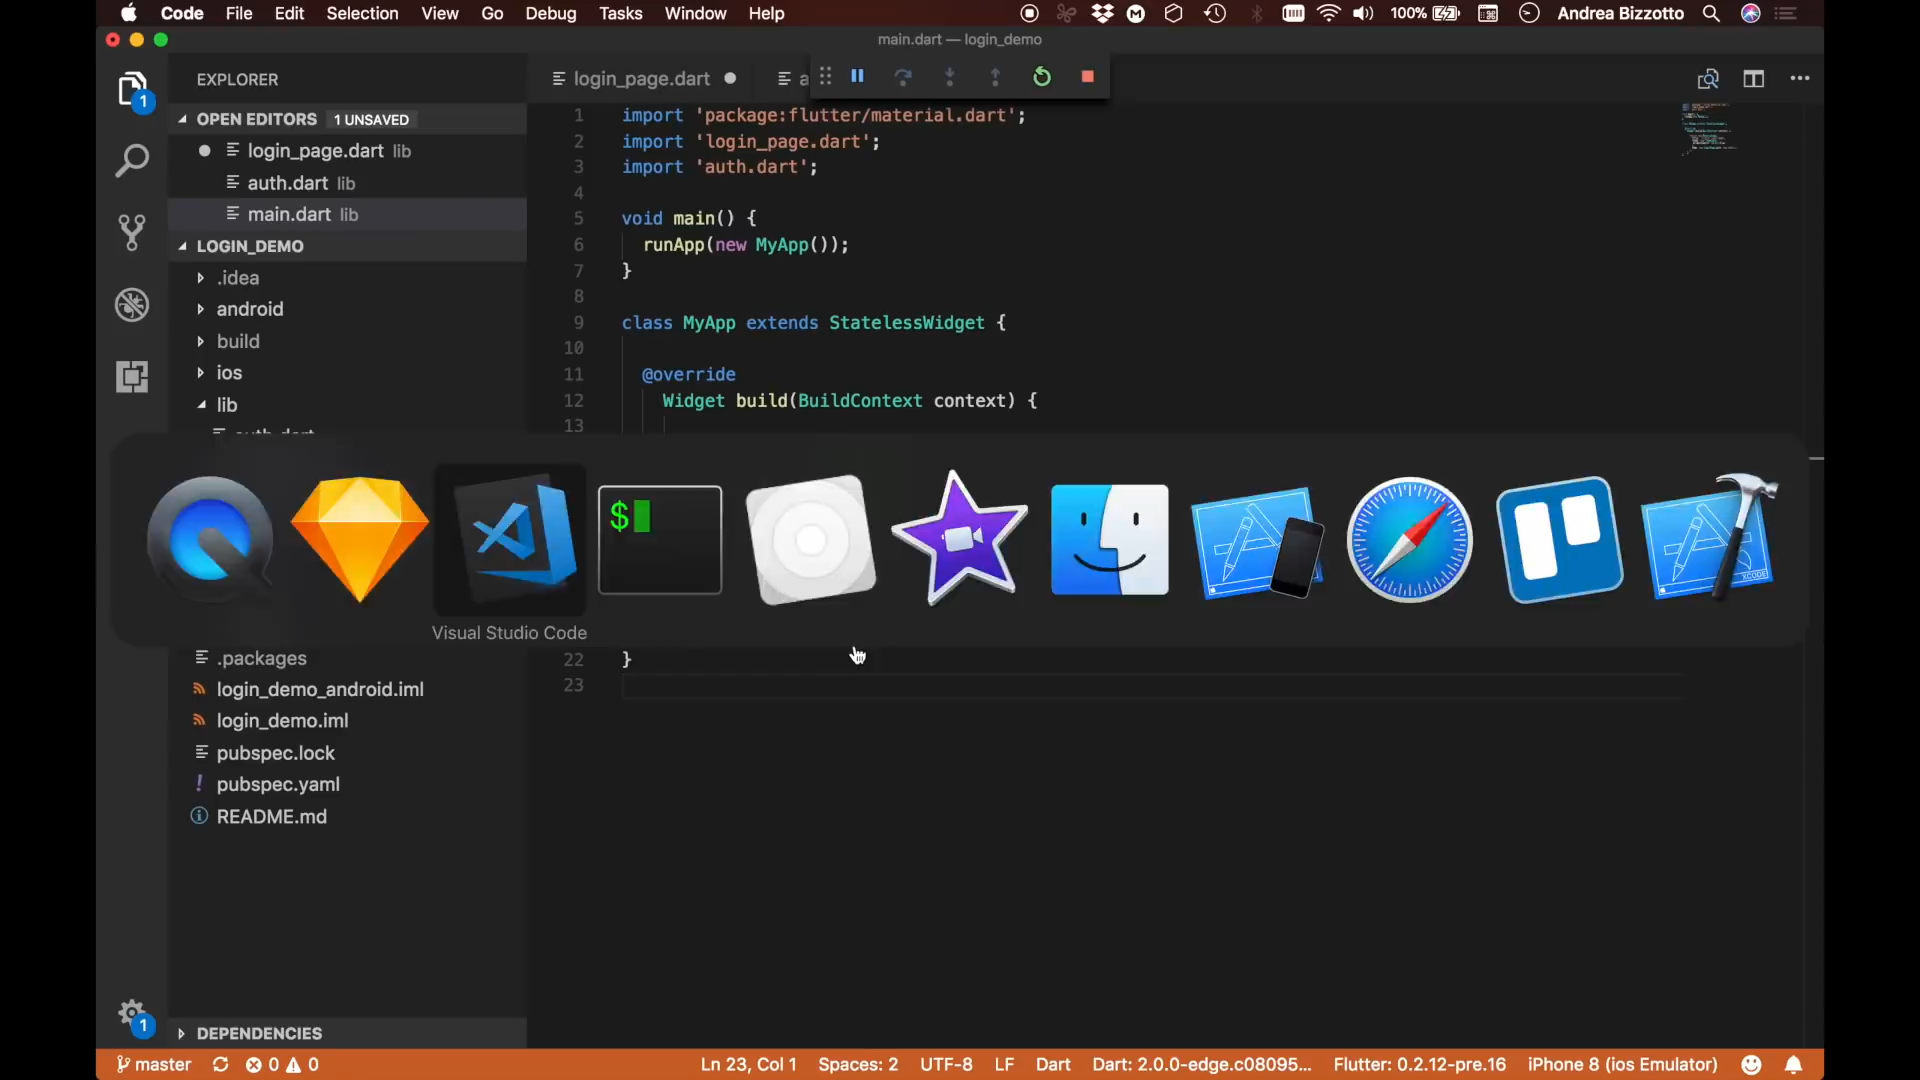 Code File Edit Selection View Go Debug Tasks Window Help 100% Andrea Bizzotto
main.dart — login_demo
EXPLORER
OPEN EDITORS 1 UNSAVED
login_page.dart lib
auth.dart lib
main.dart lib
LOGIN_DEMO
.idea
android
build
ios
lib
auth.dart
.packages
login_demo_android.iml
login_demo.iml
pubspec.lock
pubspec.yaml
README.md
DEPENDENCIES
1
1
login_page.dart
1 import 'package:flutter/material.dart';
2 import 'login_page.dart';
3 import 'auth.dart';
4
5 void main() {
6 runApp(new MyApp());
7 }
8
9 class MyApp extends StatelessWidget {
10
11 @override
12 Widget build(BuildContext context) {
13
22 }
23
$
XCODE
Visual Studio Code
master 0 0 Ln 23, Col 1 Spaces: 2 UTF-8 LF Dart Dart: 2.0.0-edge.c08095... Flutter: 0.2.12-pre.16 iPhone 8 (ios Emulator)